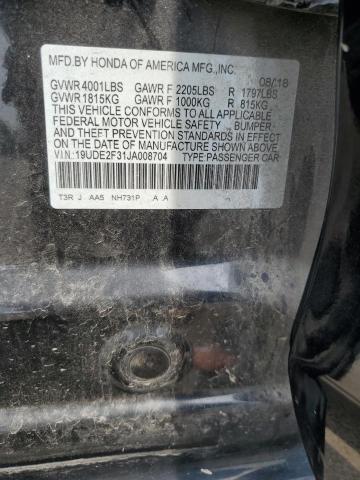 MFD.BY HONDA OF AMERICA MFG.,INC.
08/18
GVWR 4001LBS GAWR F 2205LBS R 1797LBS
GVWR 1815KG GAWR F 1000KG R 815KG
THIS VEHICLE CONFORMS TO ALL APPLICABLE
FEDERAL MOTOR VEHICLE SAFETY , BUMPER ,
AND THEFT PREVENTION STANDARDS IN EFFECT
ON THE DATE OF MANUFACTURE SHOWN ABOVE.
V.I.N.:19UDE2F31JA008704 TYPE PASSENGER CAR
T3R J AA5 NH731P .A .A